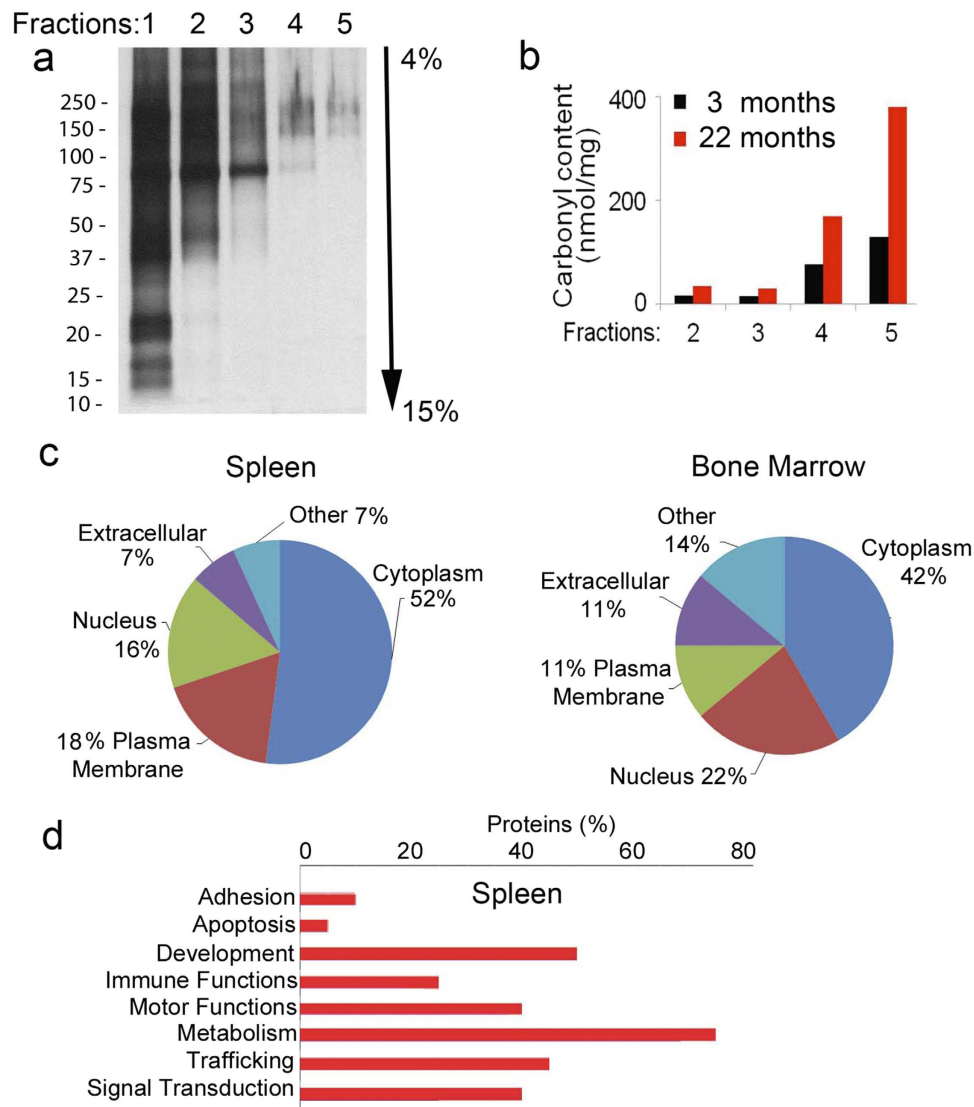 Fractions:1 2 3 4 5
a
250 -
150 -
100 -
75 -
50 -
37 -
25 -
20 -
15 -
10 -
4%
15%
b
Carbonyl content
(nmol/mg)
400
200
0
3 months
22 months
Fractions: 2 3 4 5
c
Spleen
Other 7%
Extracellular
7%
Cytoplasm
52%
Nucleus
16%
18% Plasma
Membrane
Bone Marrow
Other
14%
Cytoplasm
42%
Extracellular
11%
11% Plasma
Membrane
Nucleus 22%
d
Proteins (%)
0 20 40 60 80
Spleen
Adhesion
Apoptosis
Development
Immune Functions
Motor Functions
Metabolism
Trafficking
Signal Transduction